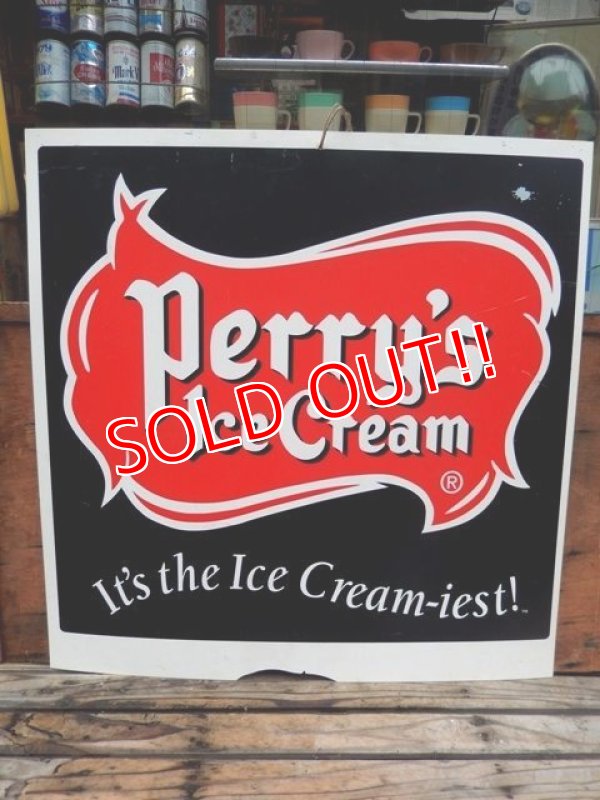 Perry's
Ice Cream
®
SOLD OUT!!
It's the Ice Cream-iest!